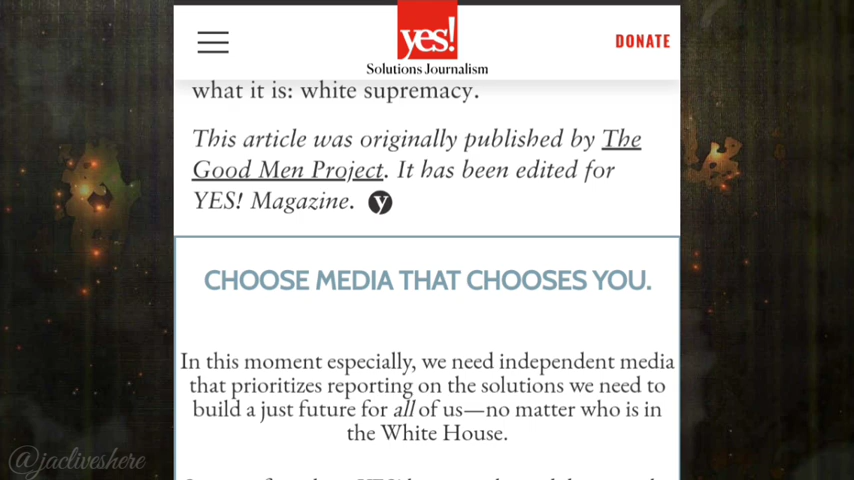 yes!
DONATE
Solutions Journalism
what it is: white supremacy.
This article was originally published by The
Good Men Project. It has been edited for
YES! Magazine. y
CHOOSE MEDIA THAT CHOOSES YOU.
In this moment especially, we need independent media
that prioritizes reporting on the solutions we need to
build a just future for all of us—no matter who is in
the White House.
@jacliveshere